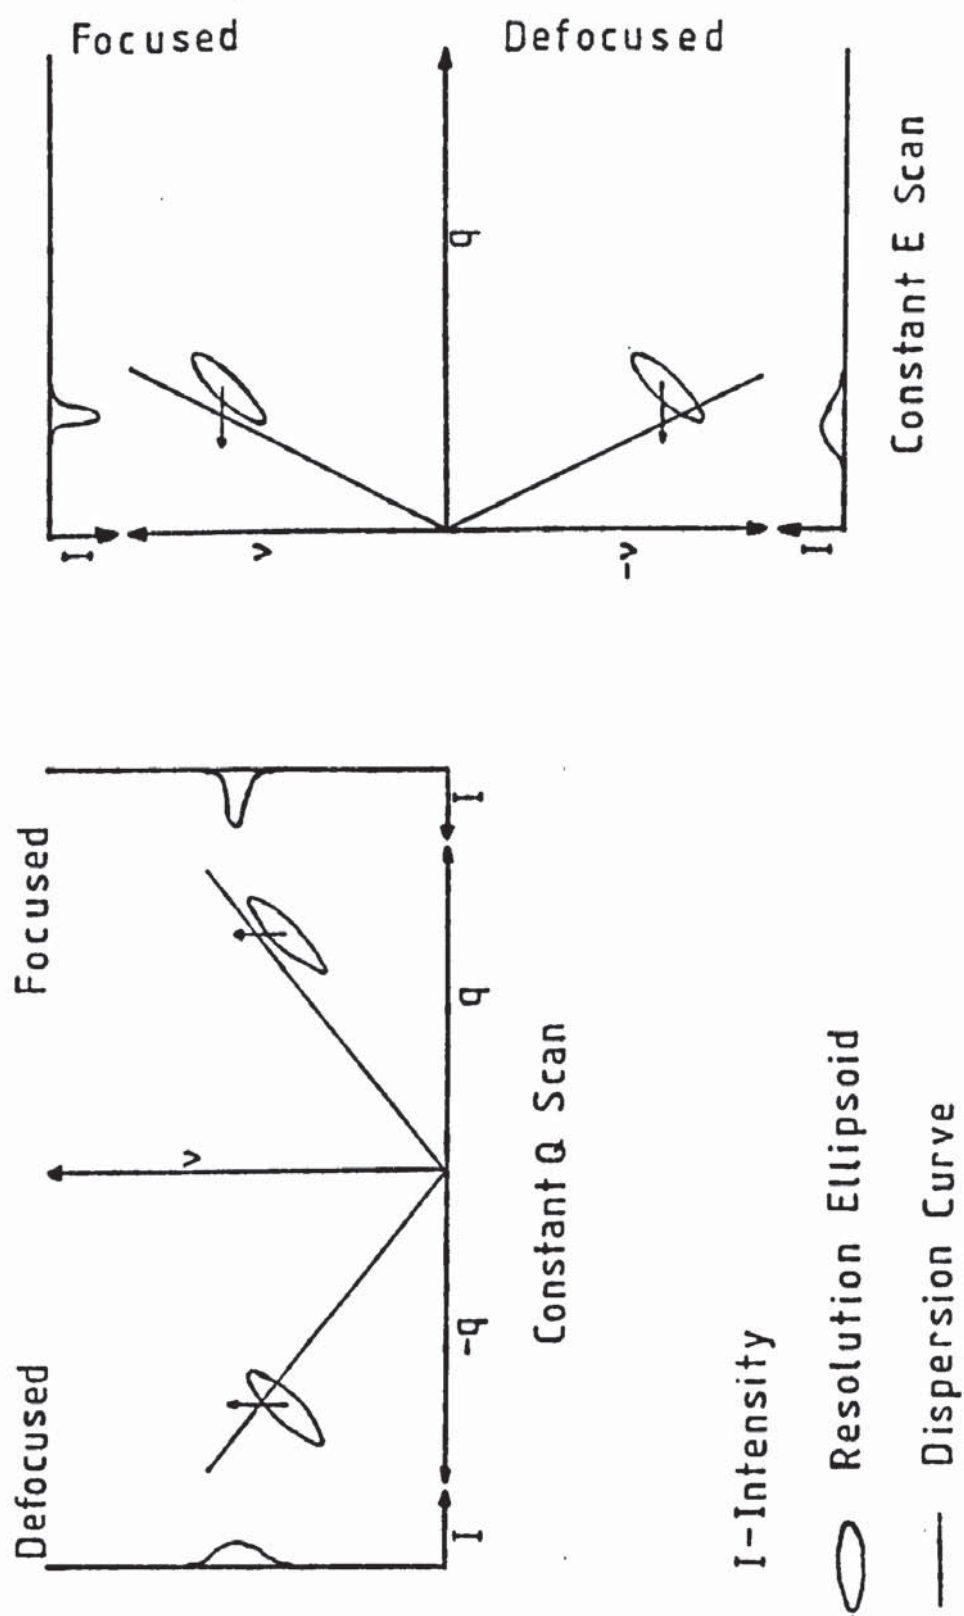 Defocused
Focused
ν
I
-q
q
I
Constant Q Scan
Focused
I
ν
q
Defocused
-ν
I
Constant E Scan
I-Intensity
Resolution Ellipsoid
Dispersion Curve